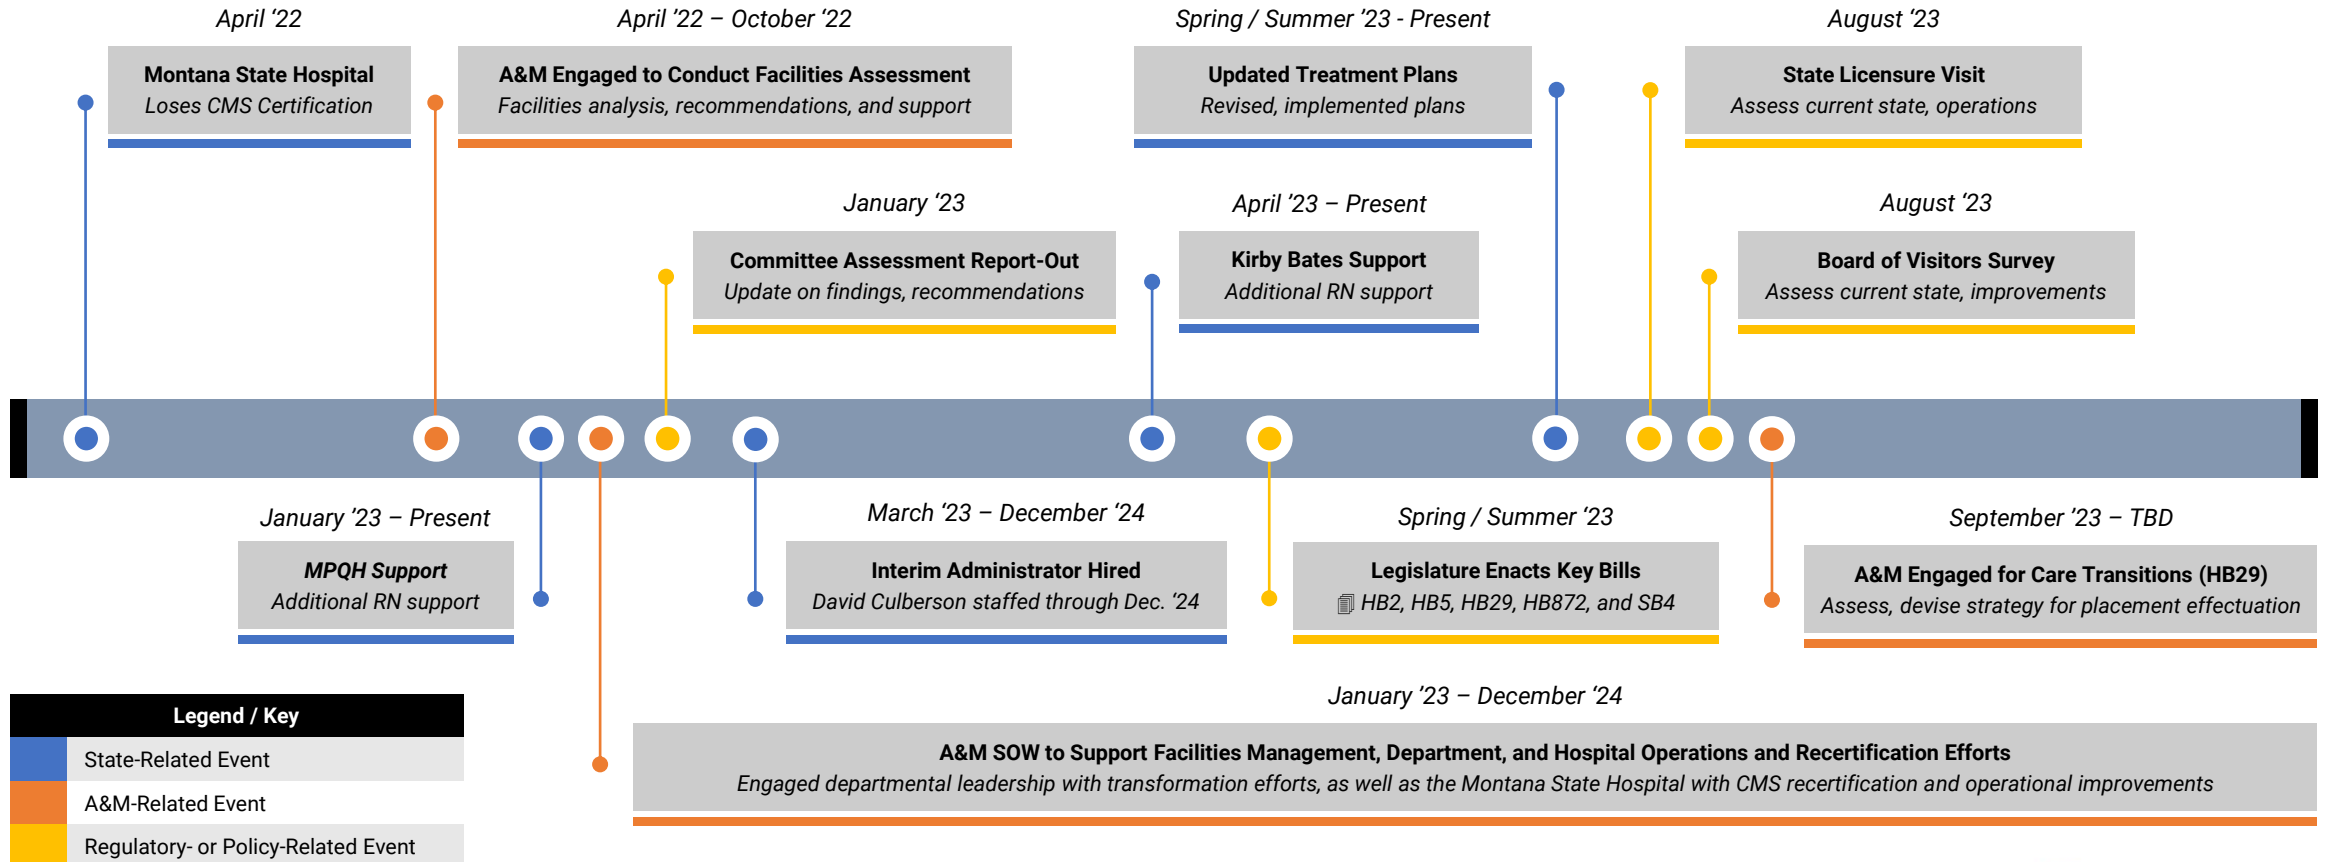 April ‘22
Montana State Hospital
Loses CMS Certification
April ’22 – October ‘22
A&M Engaged to Conduct Facilities Assessment
Facilities analysis, recommendations, and support
Spring / Summer ’23 - Present
Updated Treatment Plans
Revised, implemented plans
August ‘23
State Licensure Visit
Assess current state, operations
January ‘23
Committee Assessment Report-Out
Update on findings, recommendations
April ’23 – Present
Kirby Bates Support
Additional RN support
August ‘23
Board of Visitors Survey
Assess current state, improvements
January ’23 – Present
MPQH Support
Additional RN support
March ‘23 – December ‘24
Interim Administrator Hired
David Culberson staffed through Dec. ‘24
Spring / Summer ‘23
Legislature Enacts Key Bills
HB2, HB5, HB29, HB872, and SB4
September ’23 – TBD
A&M Engaged for Care Transitions (HB29)
Assess, devise strategy for placement effectuation
January ’23 – December ‘24
A&M SOW to Support Facilities Management, Department, and Hospital Operations and Recertification Efforts
Engaged departmental leadership with transformation efforts, as well as the Montana State Hospital with CMS recertification and operational improvements
Legend / Key
State-Related Event
A&M-Related Event
Regulatory- or Policy-Related Event